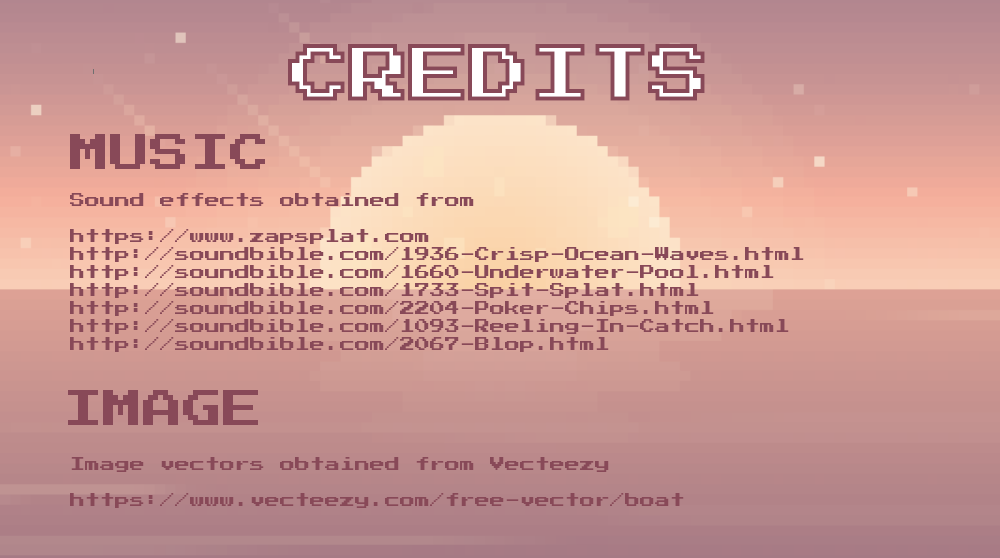 CREDITS
MUSIC
Sound effects obtained from
https://www.zapsplat.com
http://soundbible.com/1936-Crisp-Ocean-Waves.html
http://soundbible.com/1660-Underwater-Pool.html
http://soundbible.com/1733-Spit-Splat.html
http://soundbible.com/2204-Poker-Chips.html
http://soundbible.com/1093-Reeling-In-Catch.html
http://soundbible.com/2067-Blop.html
IMAGE
Image vectors obtained from Vecteezy
https://www.vecteezy.com/free-vector/boat